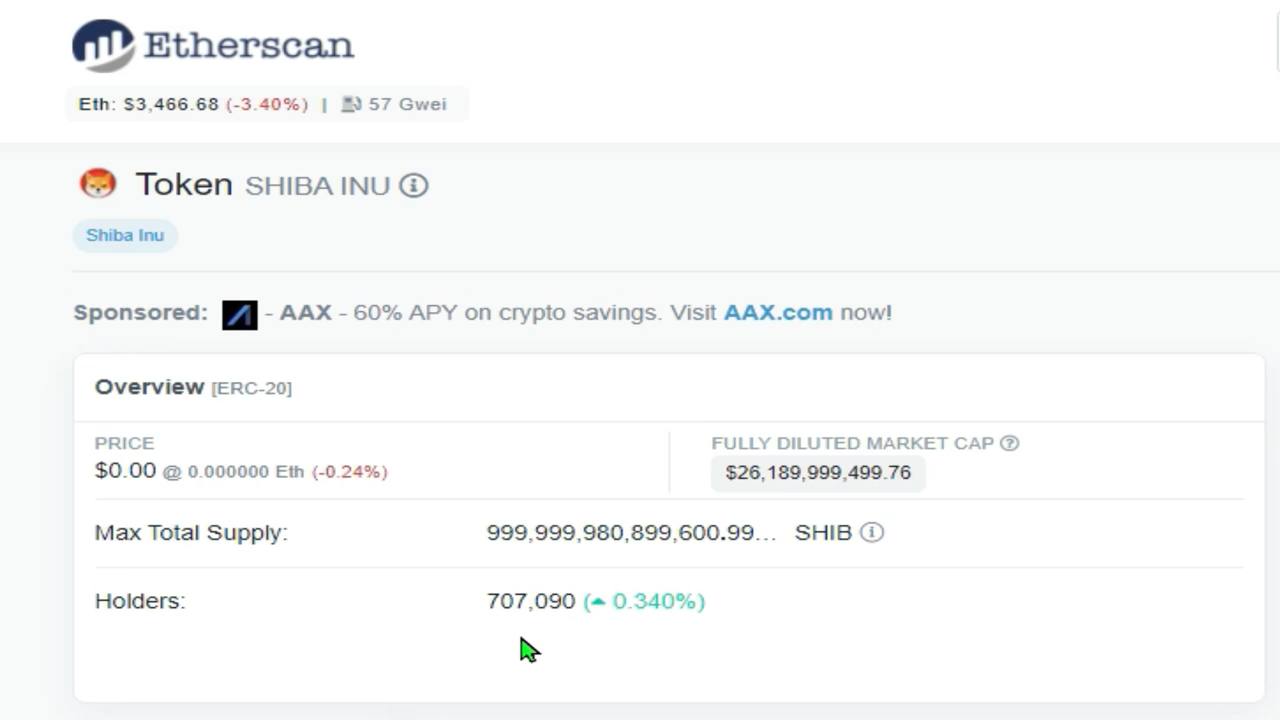 Etherscan
Eth: $3,466.68 (-3.40%) | 57 Gwei
Token SHIBA INU
Shiba Inu
Sponsored: - AAX - 60% APY on crypto savings. Visit AAX.com now!
Overview [ERC-20]
PRICE
$0.00 @ 0.000000 Eth (-0.24%)
FULLY DILUTED MARKET CAP
$26,189,999,499.76
Max Total Supply: 999,999,980,899,600.99... SHIB
Holders: 707,090 (0.340%)